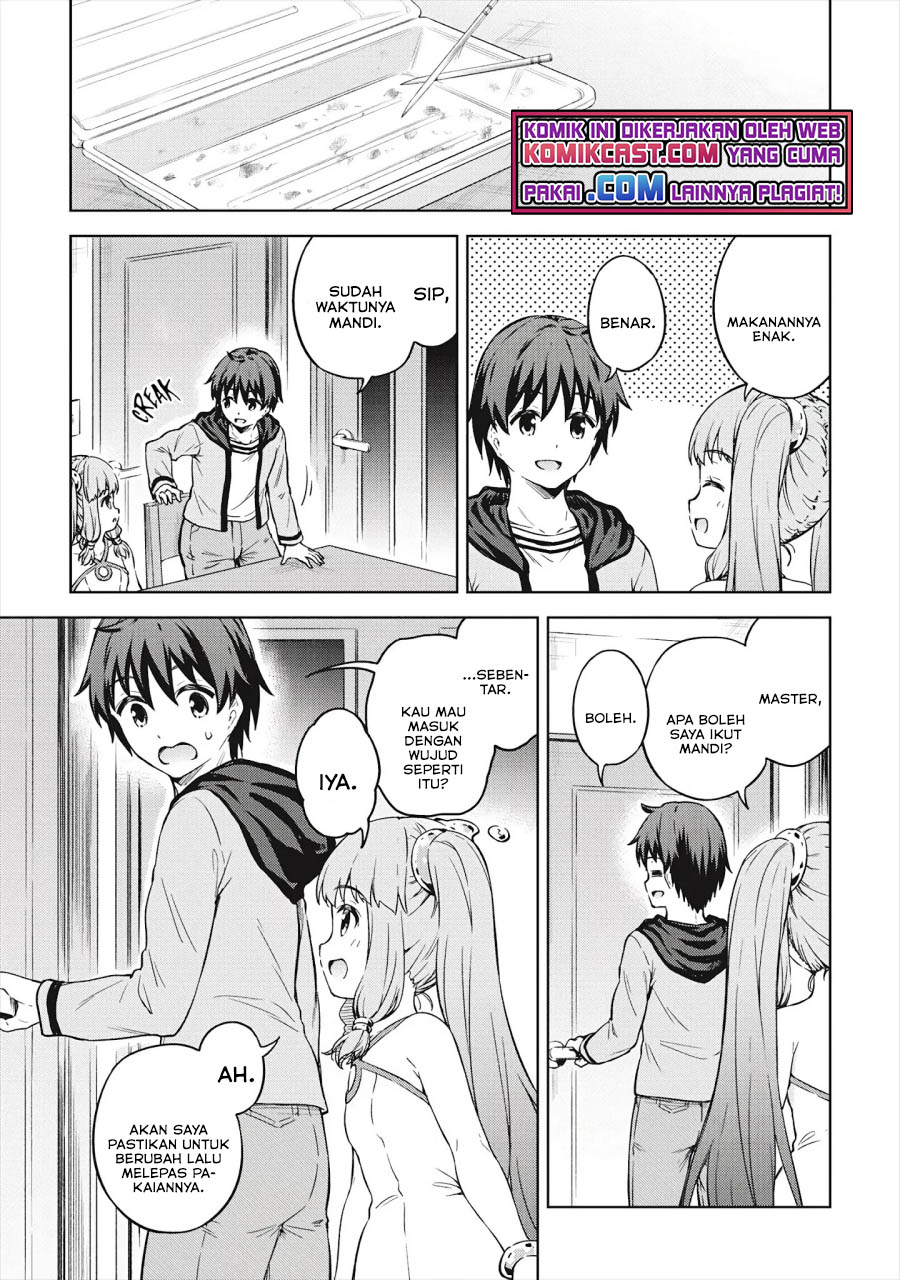 KOMIK INI DIKERJAKAN OLEH WEB
KOMIKCAST.COM YANG CUMA
PAKAI .COM LAINNYA PLAGIAT!
MAKANANNYA
ENAK.
BENAR.
SIP,
SUDAH
WAKTUNYA
MANDI.
CREAK
MASTER,
APA BOLEH
SAYA IKUT
MANDI?
BOLEH.
...SEBEN-
TAR.
KAU MAU
MASUK
DENGAN
WUJUD
SEPERTI
ITU?
IYA.
AH.
AKAN SAYA
PASTIKAN UNTUK
BERUBAH LALU
MELEPAS PA-
KAIANNYA.